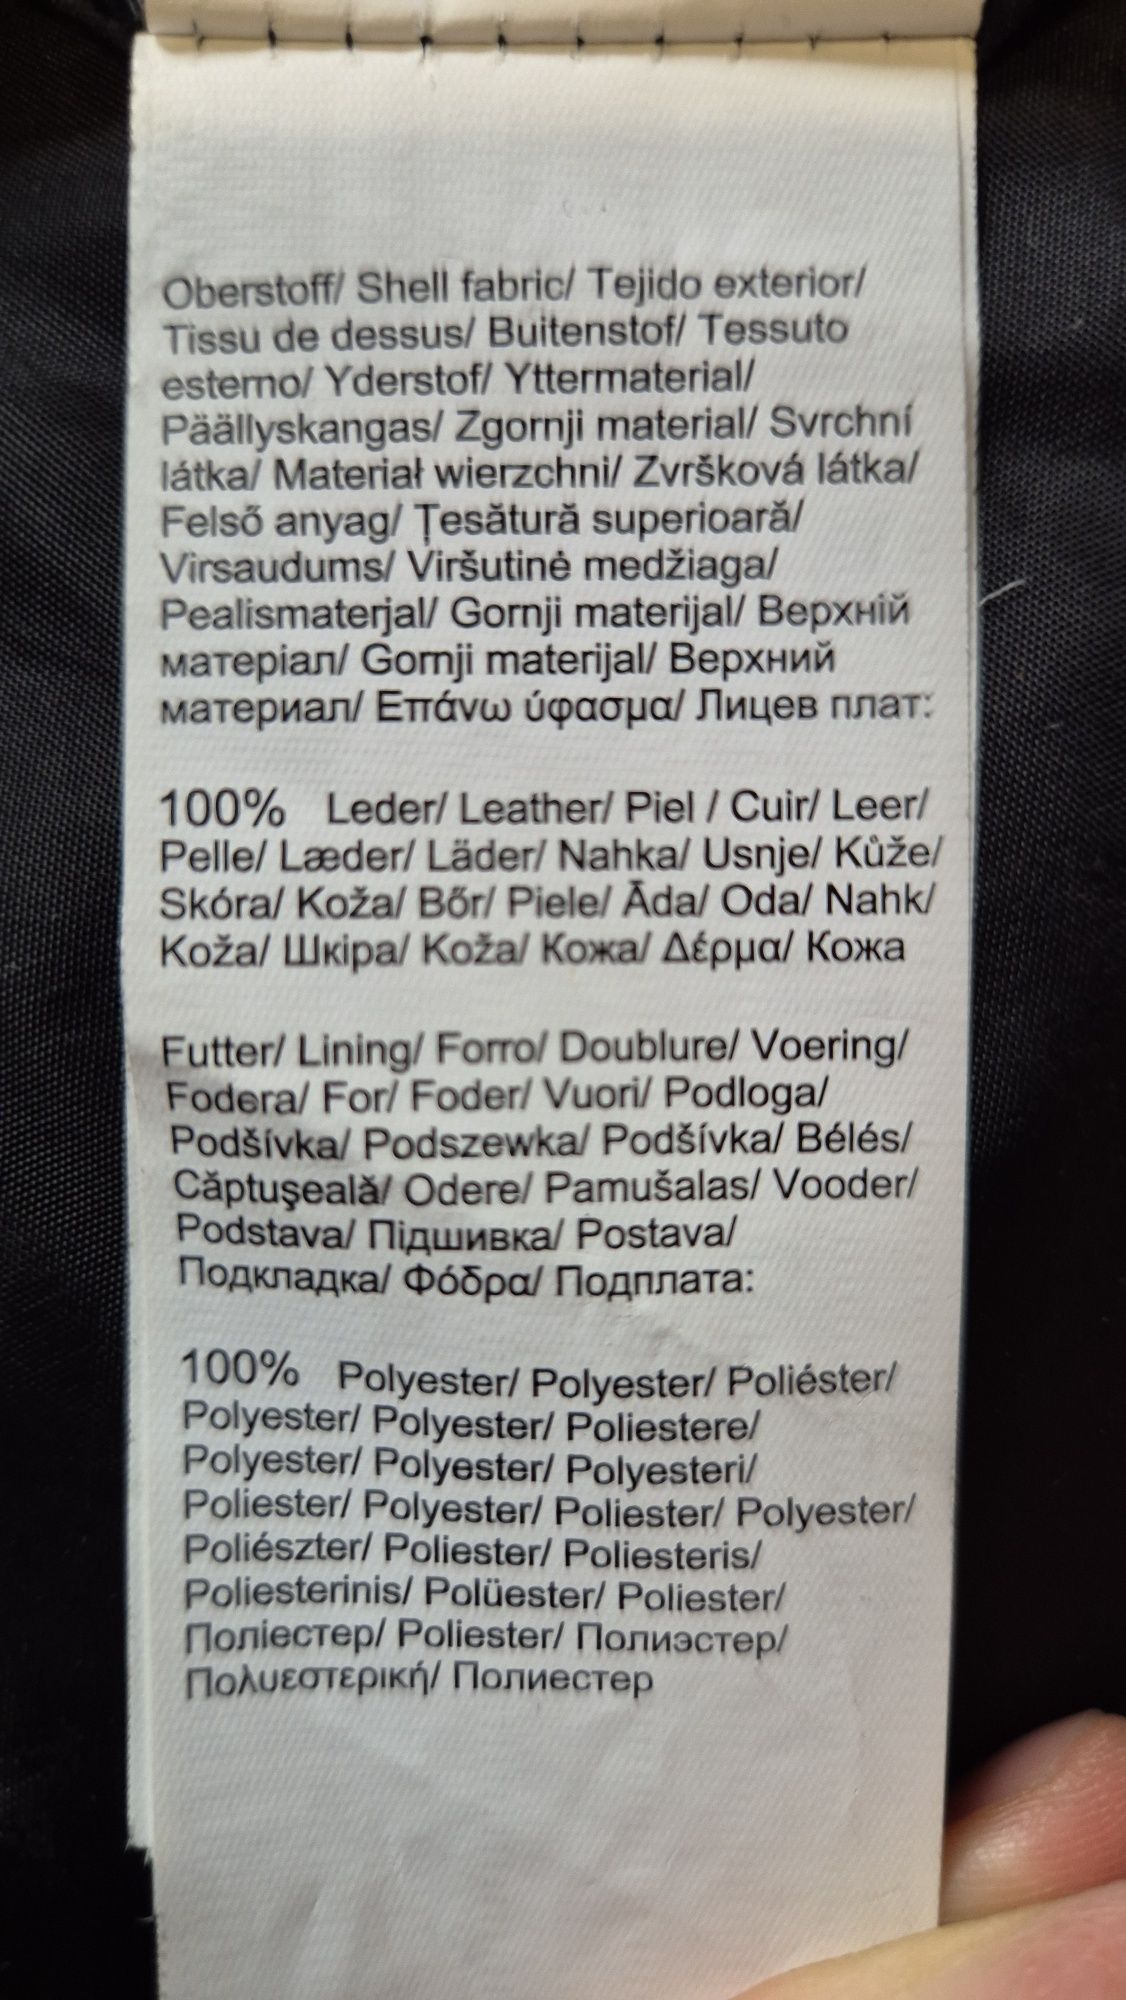 Oberstoff/ Shell fabric/ Tejido exterior/
Tissu de dessus/ Buitenstof/ Tessuto
esterno/ Yderstof/ Yttermaterial/
Päällyskangas/ Zgornji material/ Svrchní
látka/ Materiał wierzchni/ Zvršková látka/
Felső anyag/ Țesătură superioară/
Virsaudums/ Viršutinė medžiaga/
Pealismaterjal/ Gornji materijal/ Верхній
матеріал/ Gornji materijal/ Верхний
материал/ Επάνω ύφασμα/ Лицев плат:
100% Leder/ Leather/ Piel / Cuir/ Leer/
Pelle/ Læder/ Läder/ Nahka/ Usnje/ Kůže/
Skóra/ Koža/ Bőr/ Piele/ Āda/ Oda/ Nahk/
Koža/ Шкіра/ Koža/ Кожа/ Δέρμα/ Кожа
Futter/ Lining/ Forro/ Doublure/ Voering/
Fodera/ For/ Foder/ Vuori/ Podloga/
Podšívka/ Podszewka/ Podšívka/ Bélés/
Căptuşeală/ Odere/ Pamušalas/ Vooder/
Podstava/ Підшивка/ Postava/
Подкладка/ Φόδρα/ Подплата:
100% Polyester/ Polyester/ Poliéster/
Polyester/ Polyester/ Poliestere/
Polyester/ Polyester/ Polyesteri/
Poliester/ Polyester/ Poliester/ Polyester/
Poliészter/ Poliester/ Poliesteris/
Poliesterinis/ Polüester/ Poliester/
Поліестер/ Poliester/ Полиэстер/
Πολυεστερική/ Полиестер